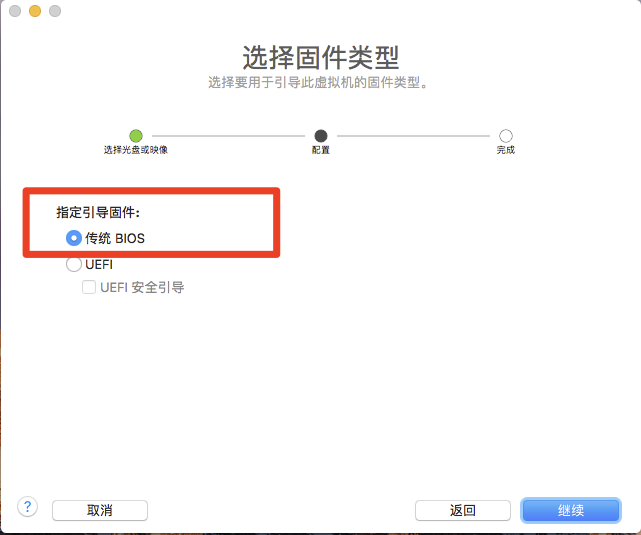 选择固件类型
选择要用于引导此虚拟机的固件类型。
选择光盘或映像
配置
完成
指定引导固件:
传统 BIOS
UEFI
UEFI 安全引导
?
取消
返回
继续